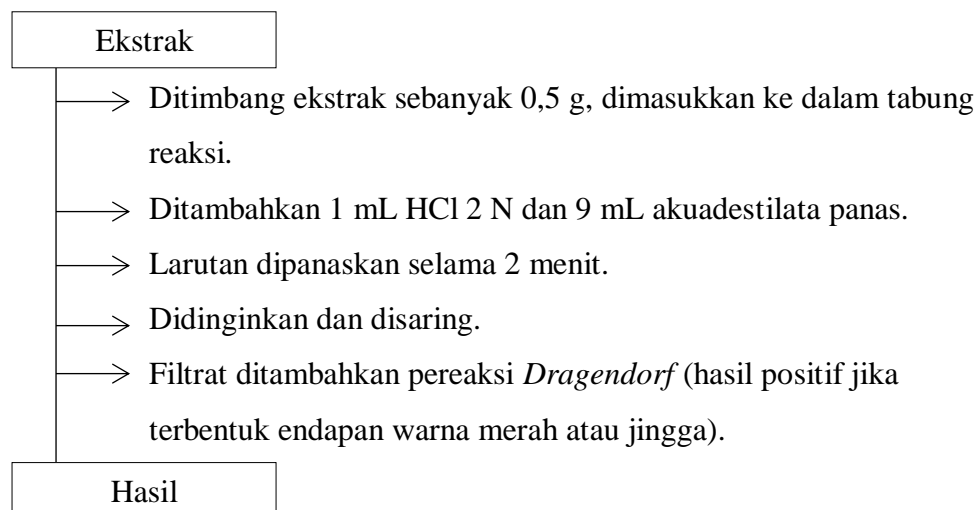 Ekstrak
Ditimbang ekstrak sebanyak 0,5 g, dimasukkan ke dalam tabung
reaksi.
Ditambahkan 1 mL HCl 2 N dan 9 mL akuadestilata panas.
Larutan dipanaskan selama 2 menit.
Didinginkan dan disaring.
Filtrat ditambahkan pereaksi Dragendorf (hasil positif jika
terbentuk endapan warna merah atau jingga).
Hasil